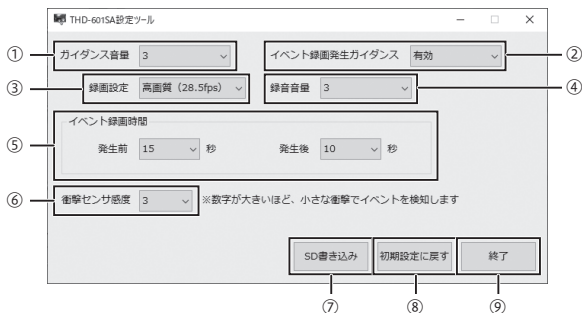 THD-601SA設定ツール
① ガイダンス音量 3 イベント録画発生ガイダンス 有効 ②
③ 録画設定 高画質（28.5fps） 録音音量 3 ④
イベント録画時間
⑤ 発生前 15 秒 発生後 10 秒
⑥ 衝撃センサ感度 3 ※数字が大きいほど、小さな衝撃でイベントを検知します
SD書き込み 初期設定に戻す 終了
⑦ ⑧ ⑨